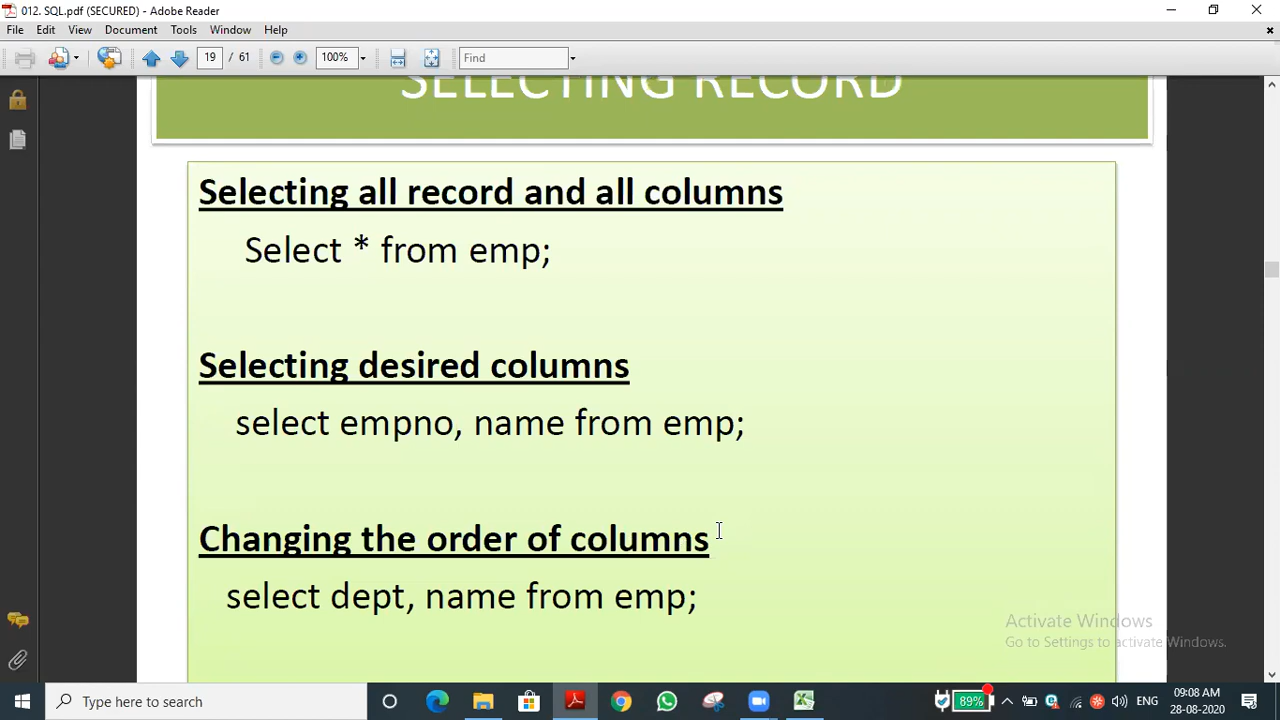 012. SQL.pdf (SECURED) - Adobe Reader
File Edit View Document Tools Window Help
19 / 61 100% Find
SELECTING RECORD
Selecting all record and all columns
Select * from emp;
Selecting desired columns
select empno, name from emp;
Changing the order of columns
select dept, name from emp;
Activate Windows
Go to Settings to activate Windows.
Type here to search
89%
ENG
09:08 AM
28-08-2020